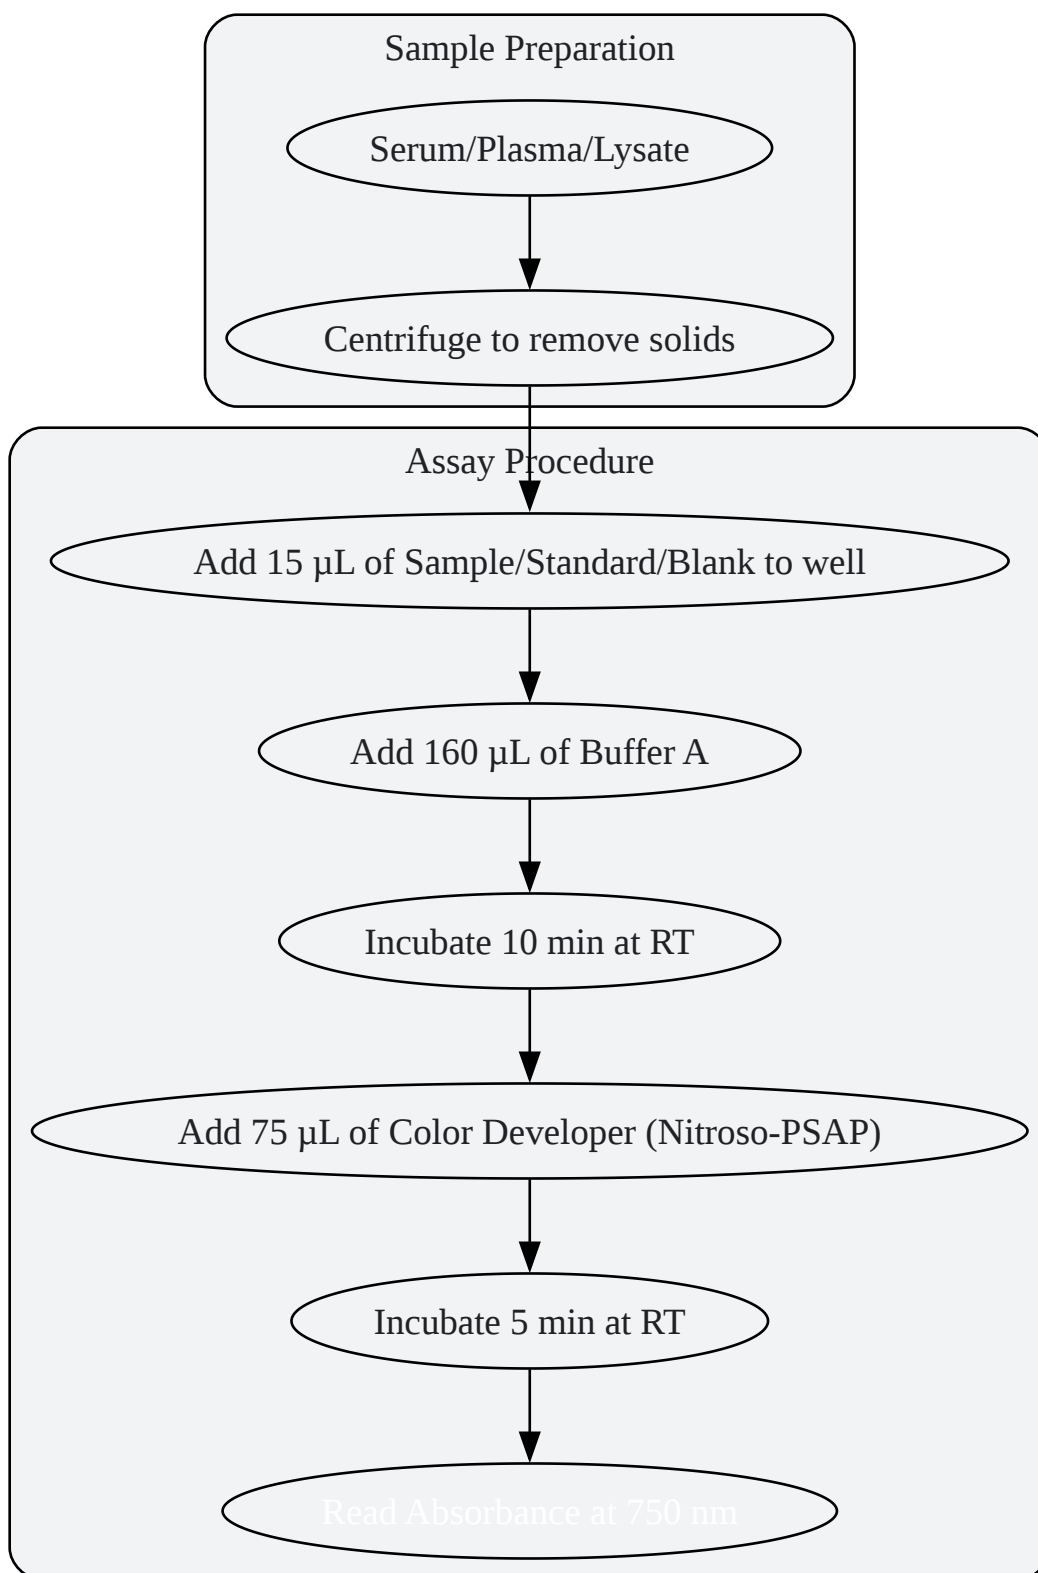 Sample Preparation
Serum/Plasma/Lysate
Centrifuge to remove solids
Assay Procedure
Add 15 µL of Sample/Standard/Blank to well
Add 160 µL of Buffer A
Incubate 10 min at RT
Add 75 µL of Color Developer (Nitroso-PSAP)
Incubate 5 min at RT
Read Absorbance at 750 nm